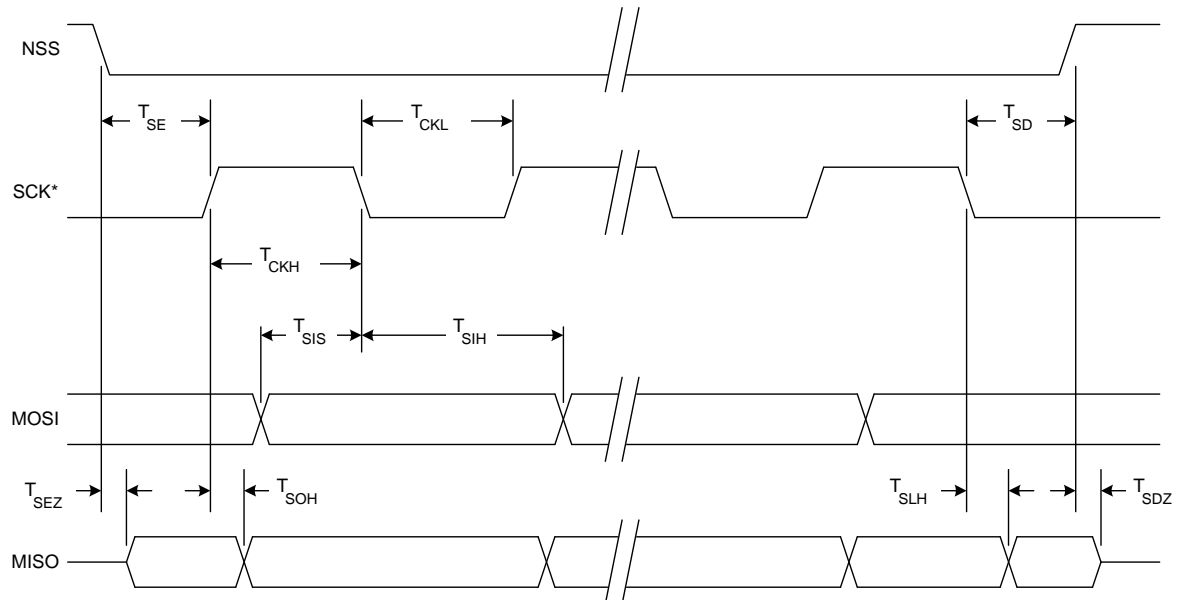 NSS
T_SE
T_CKL
T_SD
SCK*
T_CKH
T_SIS
T_SIH
MOSI
T_SEZ
T_SOH
T_SLH
T_SDZ
MISO